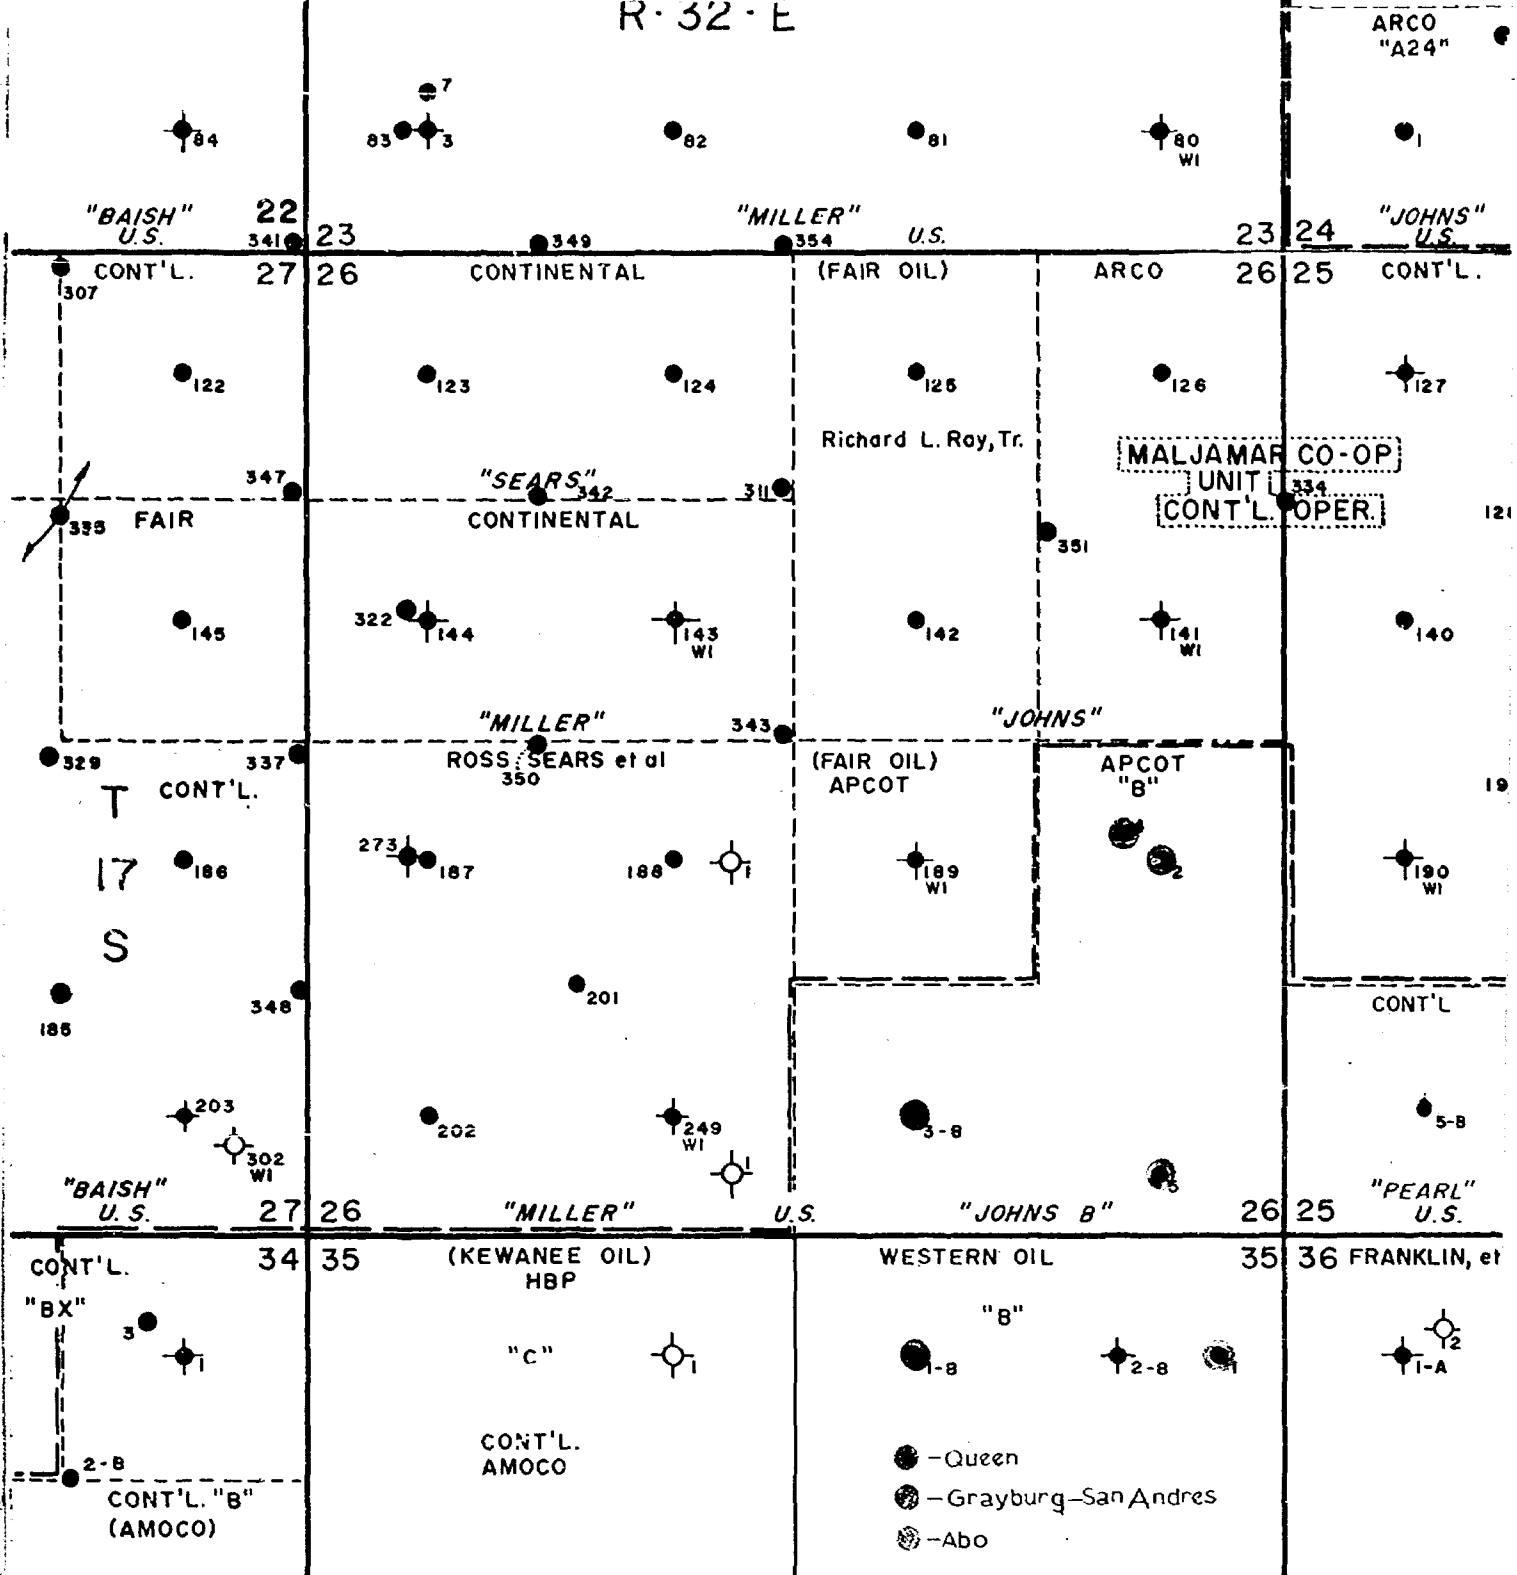 R-32-E
ARCO
"A24"
7
84
83
3
82
81
80
WI
1
"BAISH"
U.S.
22
341
23
349
"MILLER"
354
U.S.
23
24
"JOHNS"
U.S.
307
CONT'L.
27
26
CONTINENTAL
(FAIR OIL)
ARCO
26
25
CONT'L.
122
123
124
125
126
127
Richard L. Ray, Tr.
MALJAMAR CO-OP
UNIT
CONT'L. OPER.
334
347
"SEARS"
342
311
335
FAIR
CONTINENTAL
351
145
322
144
143
WI
142
141
WI
140
"MILLER"
343
"JOHNS"
329
337
ROSS SEARS et al
350
(FAIR OIL)
APCOT
APCOT
"B"
T
17
S
CONT'L.
4
2
186
273
187
188
1
189
WI
190
WI
185
348
201
CONT'L
203
302
WI
202
249
WI
1
3-B
5
5-B
"BAISH"
U.S.
27
26
"MILLER"
U.S.
"JOHNS B"
26
25
"PEARL"
U.S.
CONT'L.
"BX"
34
35
(KEWANEE OIL)
HBP
WESTERN OIL
"B"
35
36
FRANKLIN, et
3
1
"C"
1
1-B
2-B
1
1-A
2
CONT'L.
AMOCO
2-B
CONT'L. "B"
(AMOCO)
-Queen
-Grayburg-San Andres
-Abo